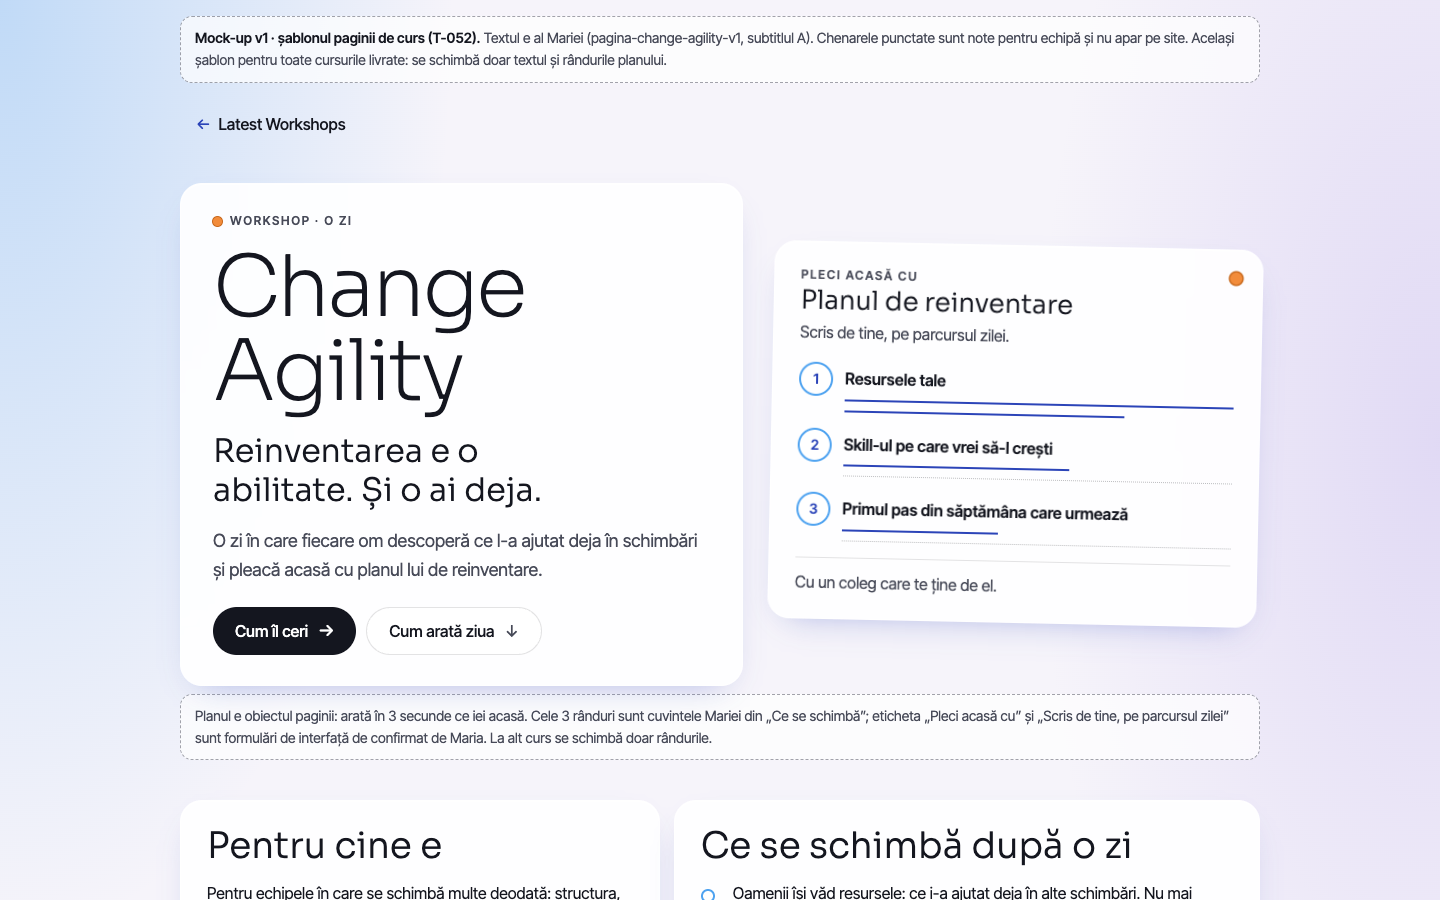 Mock-up v1 · șablonul paginii de curs (T-052). Textul e al Mariei (pagina-change-agility-v1, subtitlul A). Chenarele punctate sunt note pentru echipă și nu apar pe site. Același
șablon pentru toate cursurile livrate: se schimbă doar textul și rândurile planului.
← Latest Workshops
WORKSHOP · O ZI
Change
Agility
Reinventarea e o
abilitate. Și o ai deja.
O zi în care fiecare om descoperă ce l-a ajutat deja în schimbări
și pleacă acasă cu planul lui de reinventare.
Cum îl ceri →
Cum arată ziua ↓
PLECI ACASĂ CU
Planul de reinventare
Scris de tine, pe parcursul zilei.
1 Resursele tale
2 Skill-ul pe care vrei să-l crești
3 Primul pas din săptămâna care urmează
Cu un coleg care te ține de el.
Planul e obiectul paginii: arată în 3 secunde ce iei acasă. Cele 3 rânduri sunt cuvintele Mariei din „Ce se schimbă”; eticheta „Pleci acasă cu” și „Scris de tine, pe parcursul zilei”
sunt formulări de interfață de confirmat de Maria. La alt curs se schimbă doar rândurile.
Pentru cine e
Pentru echipele în care se schimbă multe deodată: structura,
Ce se schimbă după o zi
Oamenii își văd resursele: ce i-a ajutat deja în alte schimbări. Nu mai